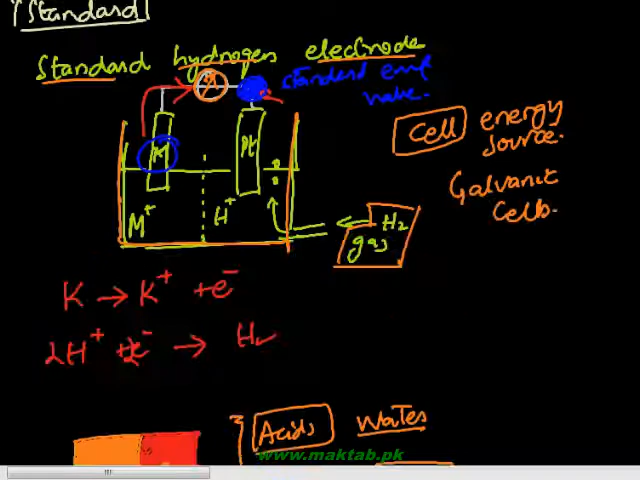 Standard
Standard hydrogen electrode
standard emf
value.
Cell energy
source.
Galvanic
Cells.
Pt
M+
H+
H2
gas
K → K+ + e-
2H+ + 2e- → H2
Acids Water
www.maktab.pk